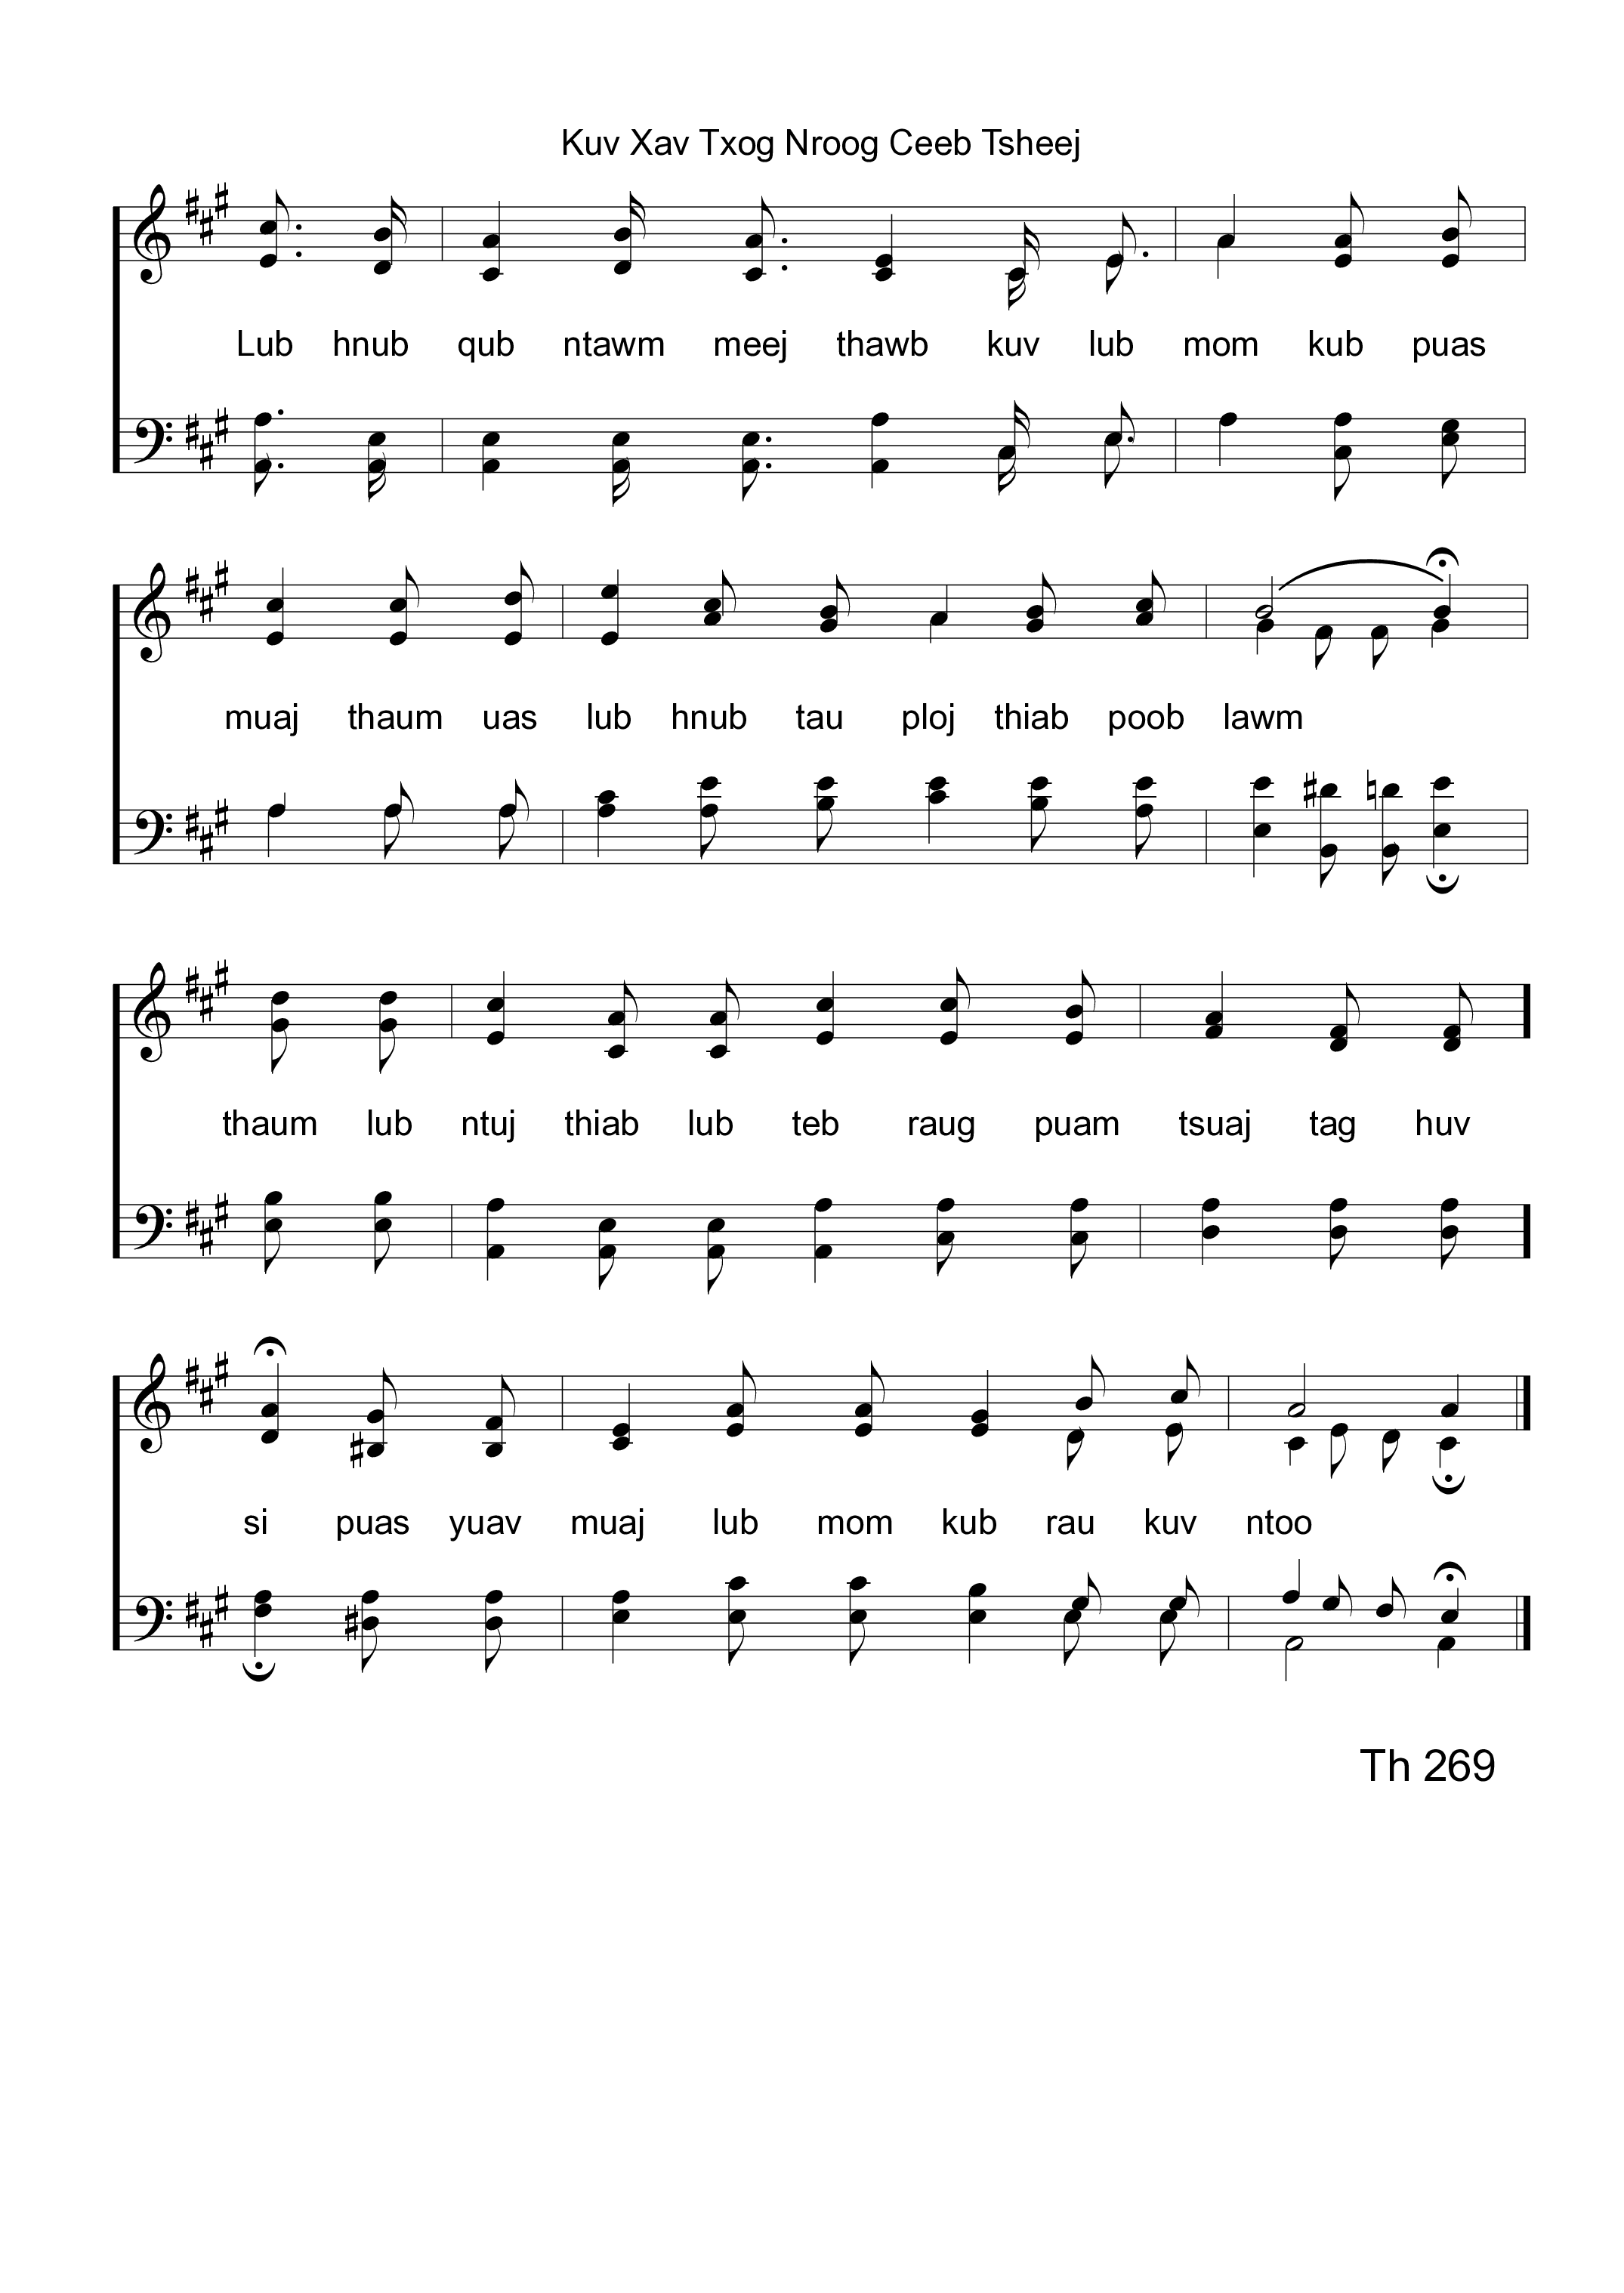 Kuv Xav Txog Nroog Ceeb Tsheej
Lub hnub qub ntawm meej thawb kuv lub mom kub puas
muaj thaum uas lub hnub tau ploj thiab poob lawm
thaum lub ntuj thiab lub teb raug puam tsuaj tag huv
si puas yuav muaj lub mom kub rau kuv ntoo
Th 269